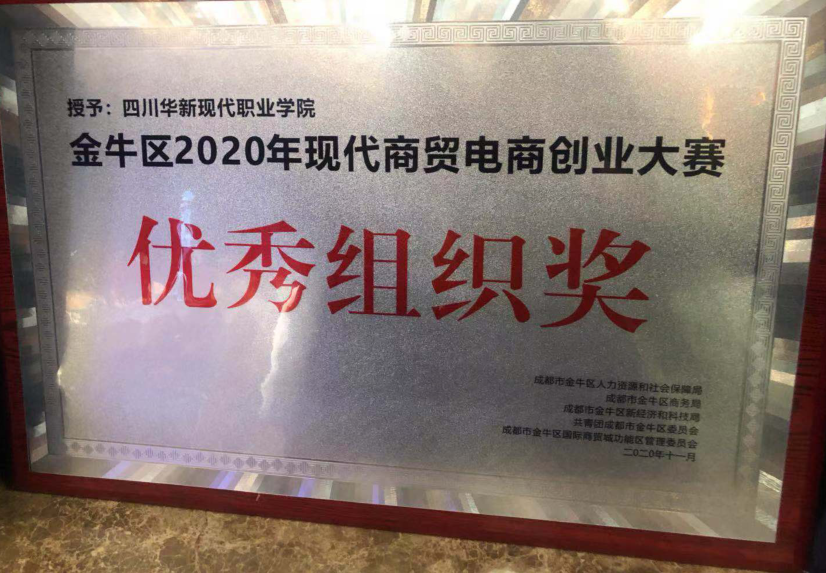 授予：四川华新现代职业学院
金牛区2020年现代商贸电商创业大赛
优秀组织奖
成都市金牛区人力资源和社会保障局
成都市金牛区商务局
成都市金牛区新经济和科技局
共青团成都市金牛区委员会
成都市金牛区国际商贸城功能区管理委员会
二〇二〇年十一月